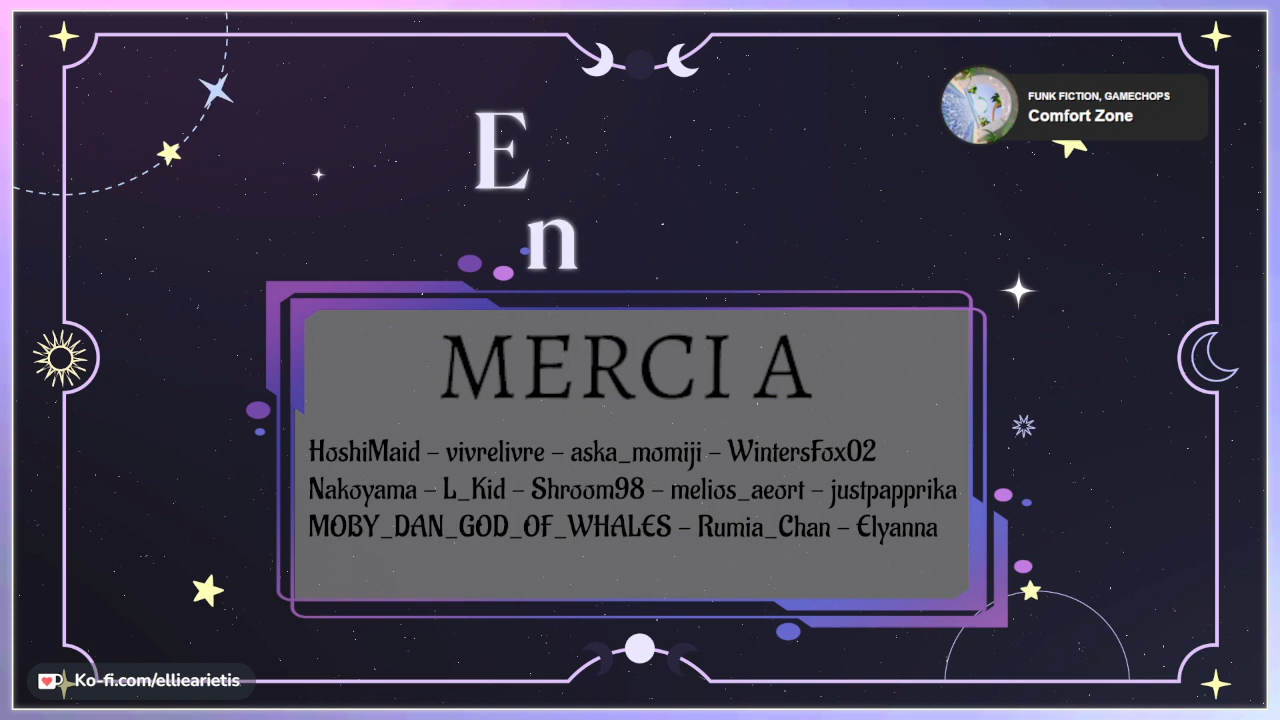 FUNK FICTION, GAMECHOPS
Comfort Zone
E
n
MERCI A
HoshiMaid - vivrelivre - aska_momiji - WintersFox02
Nakoyama - L_Kid - Shroom98 - melios_aeort - justpapprika
MOBY_DAN_GOD_OF_WHALES - Rumia_Chan - Elyanna
Ko-fi.com/elliearietis